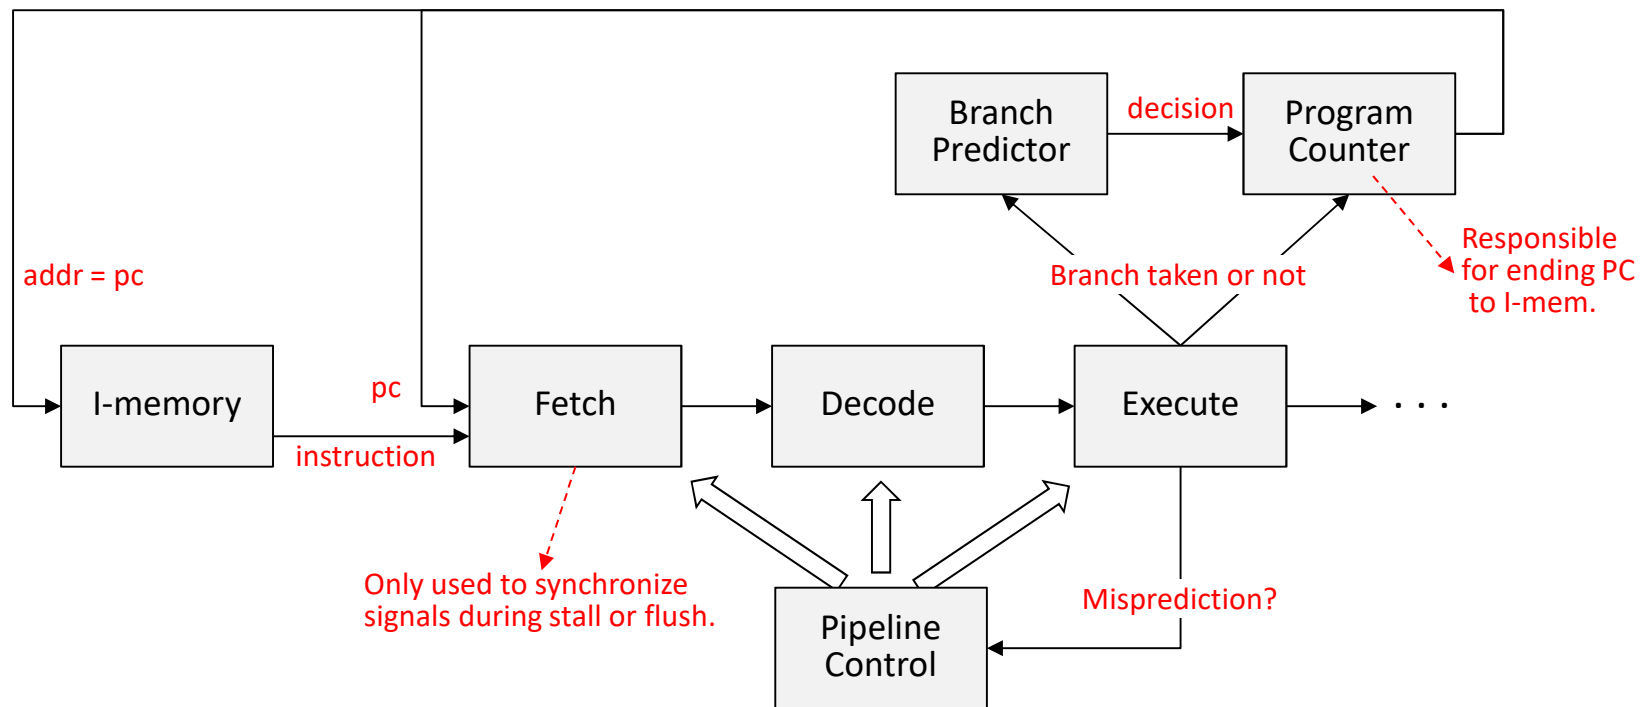 Branch
Predictor
decision
Program
Counter
addr = pc
Branch taken or not
Responsible
for ending PC
to I-mem.
I-memory
pc
instruction
Fetch
Decode
Execute
. . .
Only used to synchronize
signals during stall or flush.
Pipeline
Control
Misprediction?